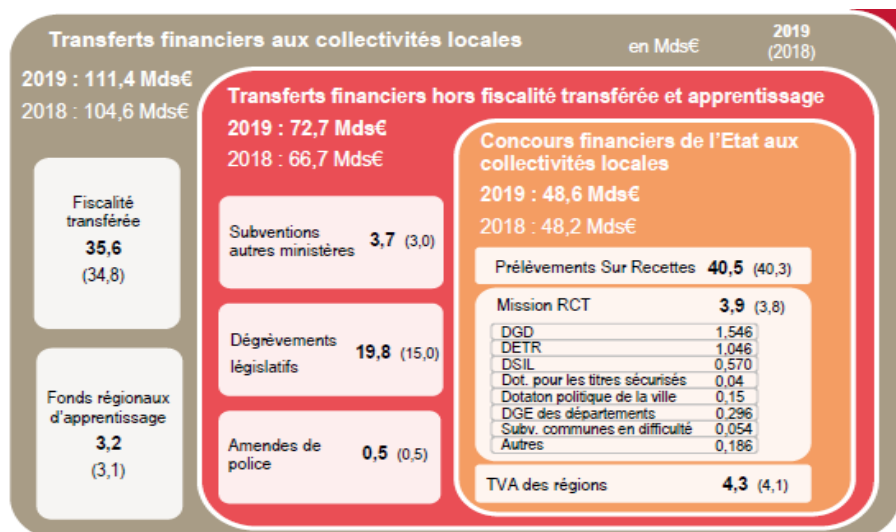 Transferts financiers aux collectivités locales
en Mds€
2019
(2018)
2019 : 111,4 Mds€
2018 : 104,6 Mds€
Fiscalité
transférée
35,6
(34,8)
Fonds régionaux
d'apprentissage
3,2
(3,1)
Transferts financiers hors fiscalité transférée et apprentissage
2019 : 72,7 Mds€
2018 : 66,7 Mds€
Subventions
autres ministères 3,7 (3,0)
Dégrèvements
législatifs 19,8 (15,0)
Amendes de
police 0,5 (0,5)
Concours financiers de l'Etat aux
collectivités locales
2019 : 48,6 Mds€
2018 : 48,2 Mds€
Prélèvements Sur Recettes 40,5 (40,3)
Mission RCT 3,9 (3,8)
DGD 1,546
DETR 1,046
DSIL 0,570
Dot. pour les titres sécurisés 0,04
Dotaton politique de la ville 0,15
DGE des départements 0,296
Subv. communes en difficulté 0,054
Autres 0,186
TVA des régions 4,3 (4,1)